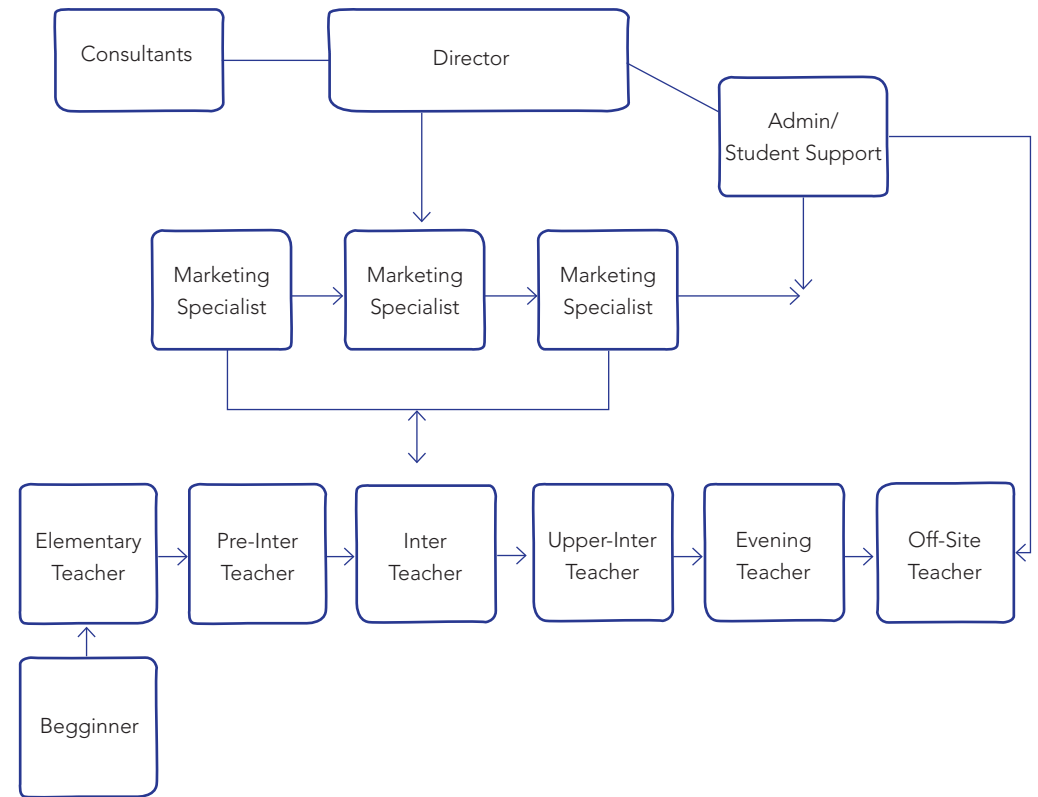 Consultants
Director
Admin/
Student Support
Marketing
Specialist
Marketing
Specialist
Marketing
Specialist
Elementary
Teacher
Pre-Inter
Teacher
Inter
Teacher
Upper-Inter
Teacher
Evening
Teacher
Off-Site
Teacher
Begginner